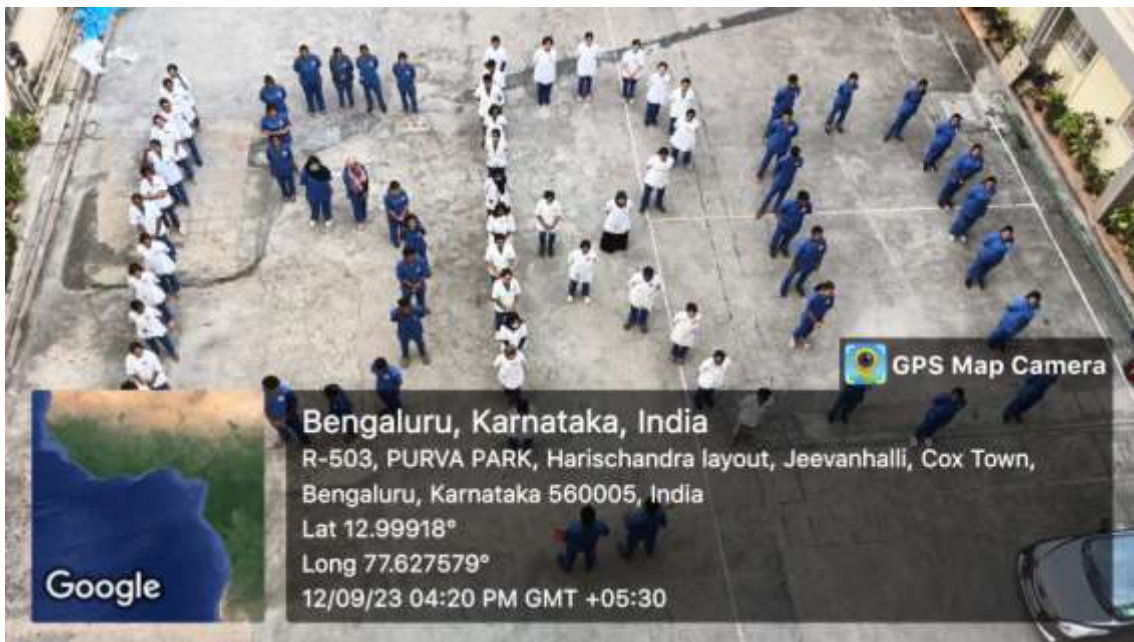 GPS Map Camera
Bengaluru, Karnataka, India
R-503, PURVA PARK, Harischandra layout, Jeevanhalli, Cox Town,
Bengaluru, Karnataka 560005, India
Lat 12.99918°
Long 77.627579°
12/09/23 04:20 PM GMT +05:30
Google